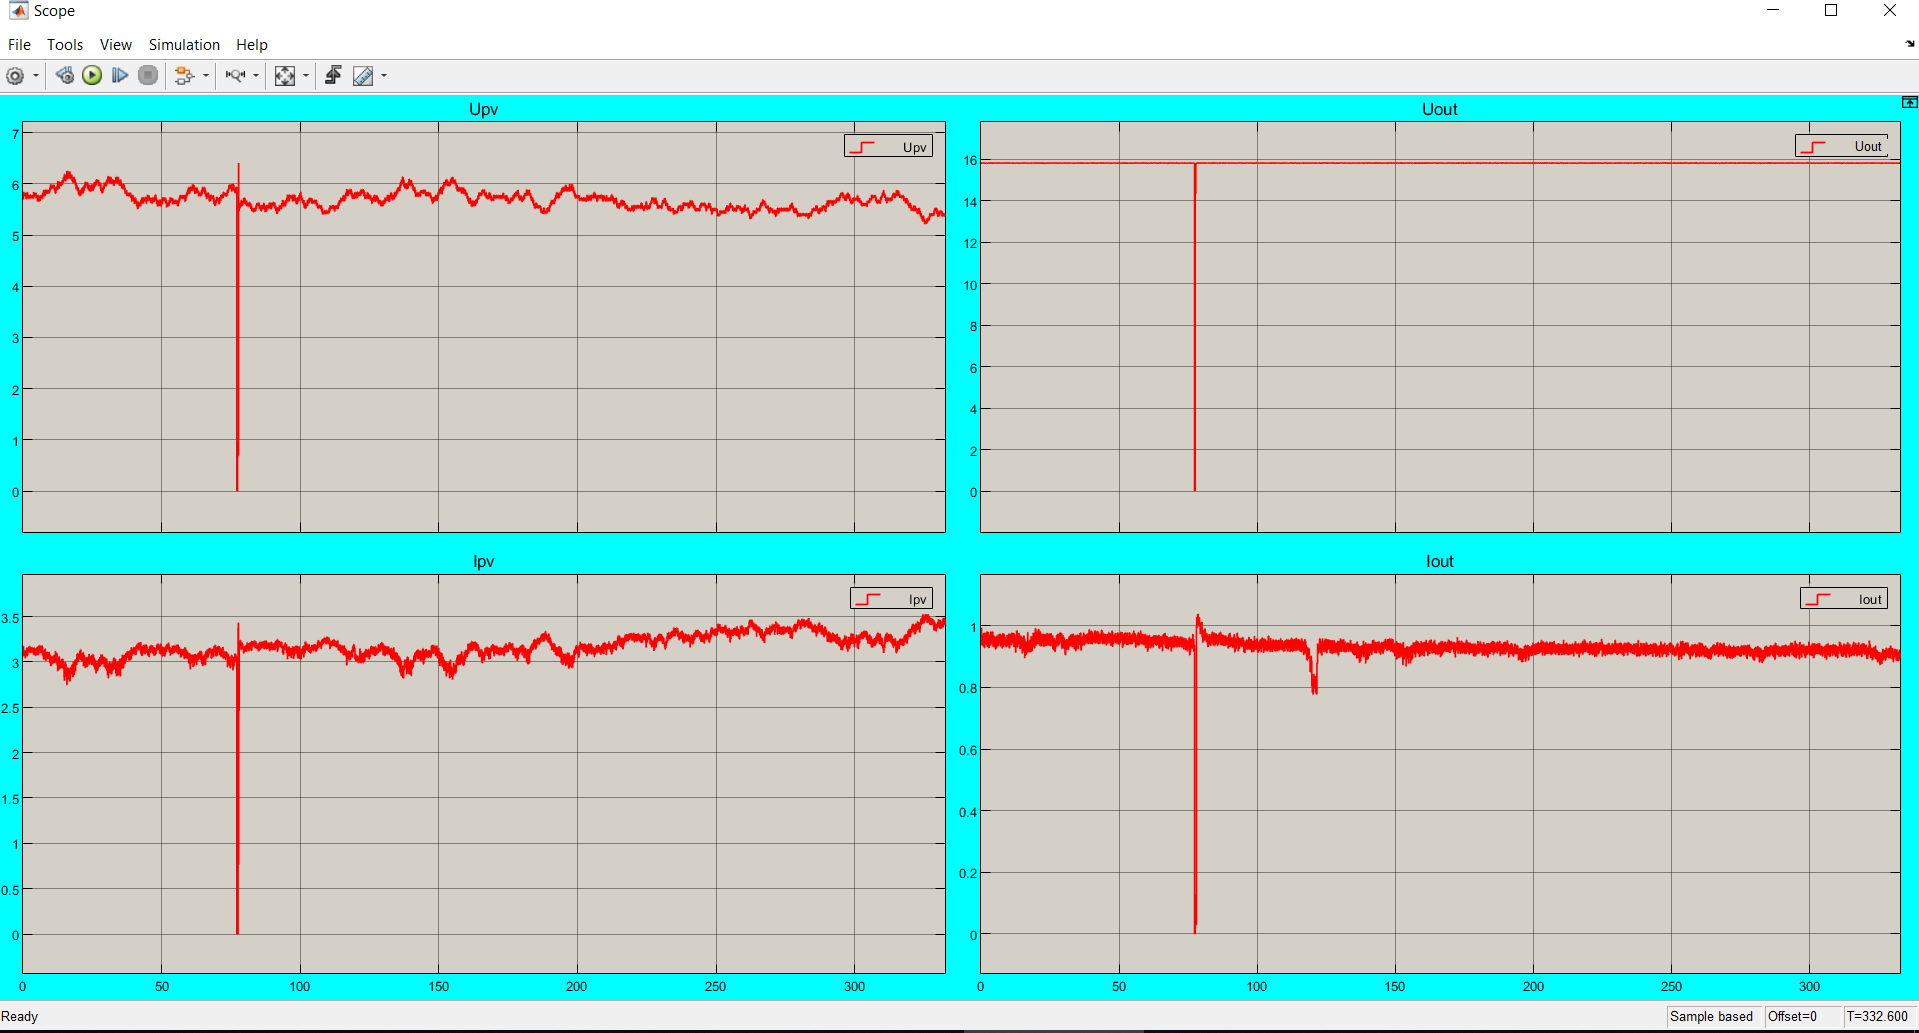 Scope
File Tools View Simulation Help
Upv
7
6
5
4
3
2
1
0
Upv
Uout
16
14
12
10
8
6
4
2
0
Uout
Ipv
3.5
3
2.5
2
1.5
1
0.5
0
Ipv
0 50 100 150 200 250 300
Iout
1
0.8
0.6
0.4
0.2
0
Iout
0 50 100 150 200 250 300
Ready
Sample based Offset=0 T=332.600